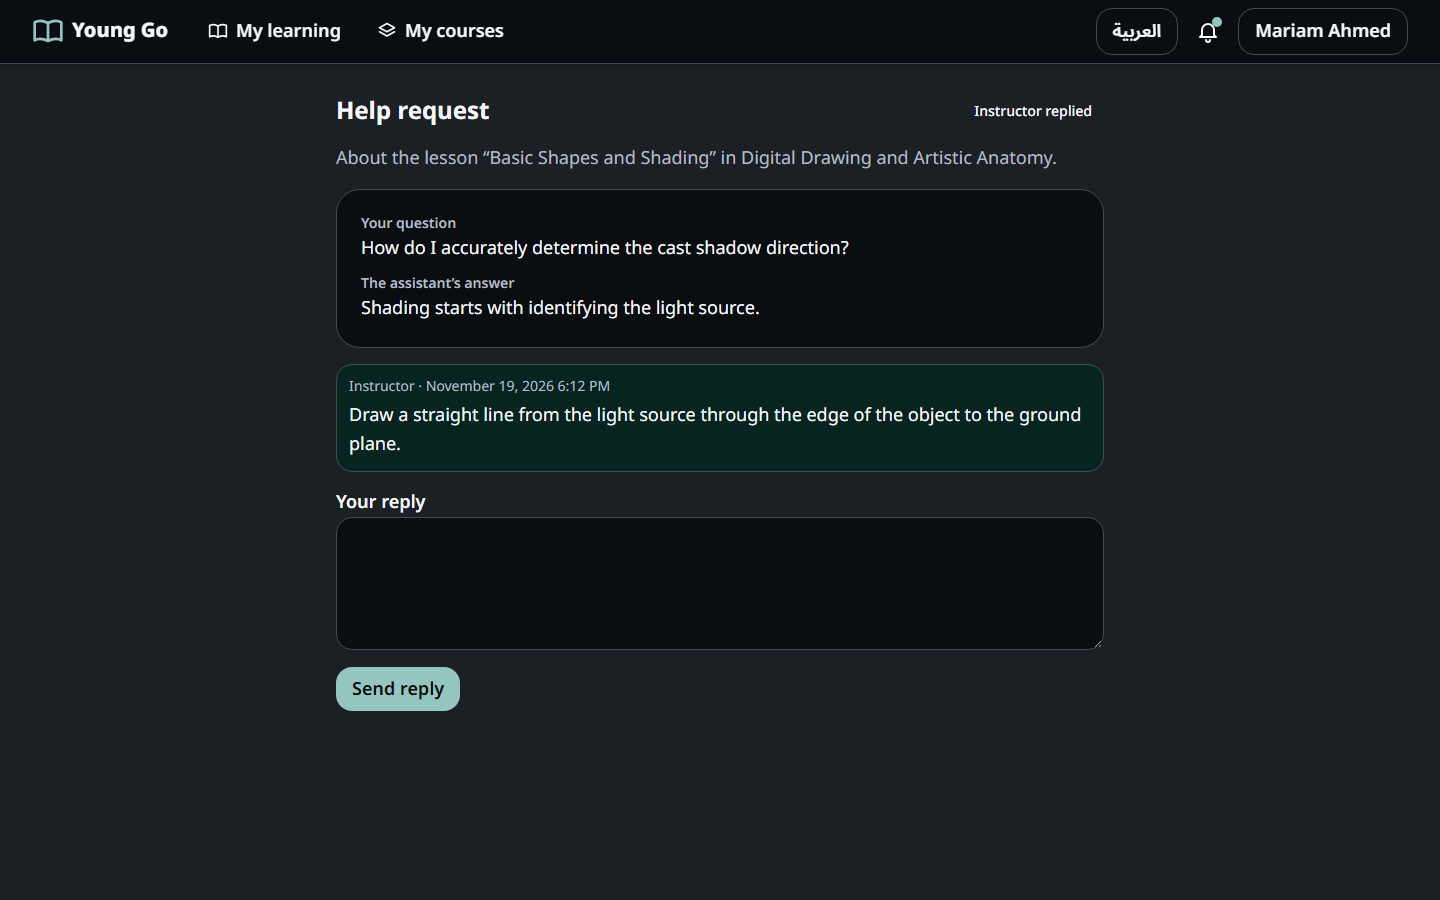 Young Go
My learning
My courses
العربية
Mariam Ahmed
Help request
Instructor replied
About the lesson “Basic Shapes and Shading” in Digital Drawing and Artistic Anatomy.
Your question
How do I accurately determine the cast shadow direction?
The assistant’s answer
Shading starts with identifying the light source.
Instructor · November 19, 2026 6:12 PM
Draw a straight line from the light source through the edge of the object to the ground
plane.
Your reply
Send reply